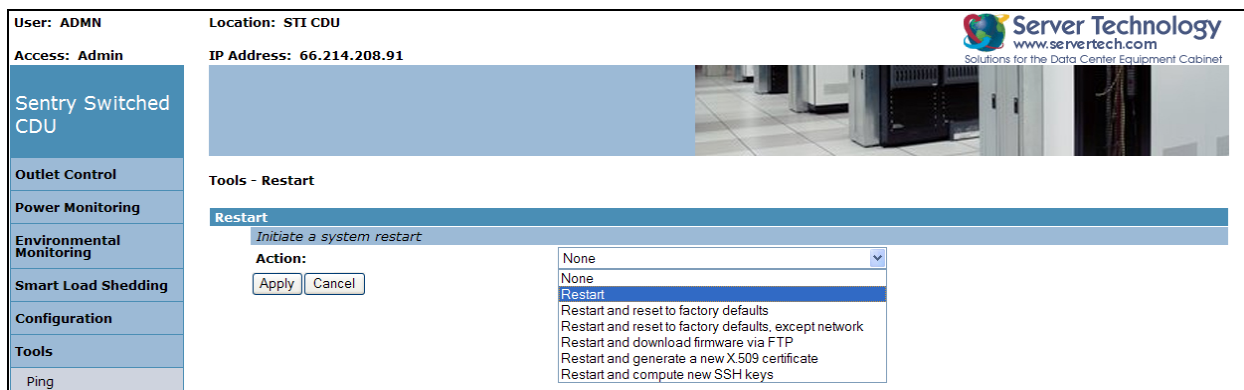 User: ADMN
Location: STI CDU
Server Technology
www.servertech.com
Solutions for the Data Center Equipment Cabinet
Access: Admin
IP Address: 66.214.208.91
Sentry Switched
CDU
Outlet Control
Power Monitoring
Environmental
Monitoring
Smart Load Shedding
Configuration
Tools
Ping
Tools - Restart
Restart
Initiate a system restart
Action:
None
Apply
Cancel
None
Restart
Restart and reset to factory defaults
Restart and reset to factory defaults, except network
Restart and download firmware via FTP
Restart and generate a new X.509 certificate
Restart and compute new SSH keys